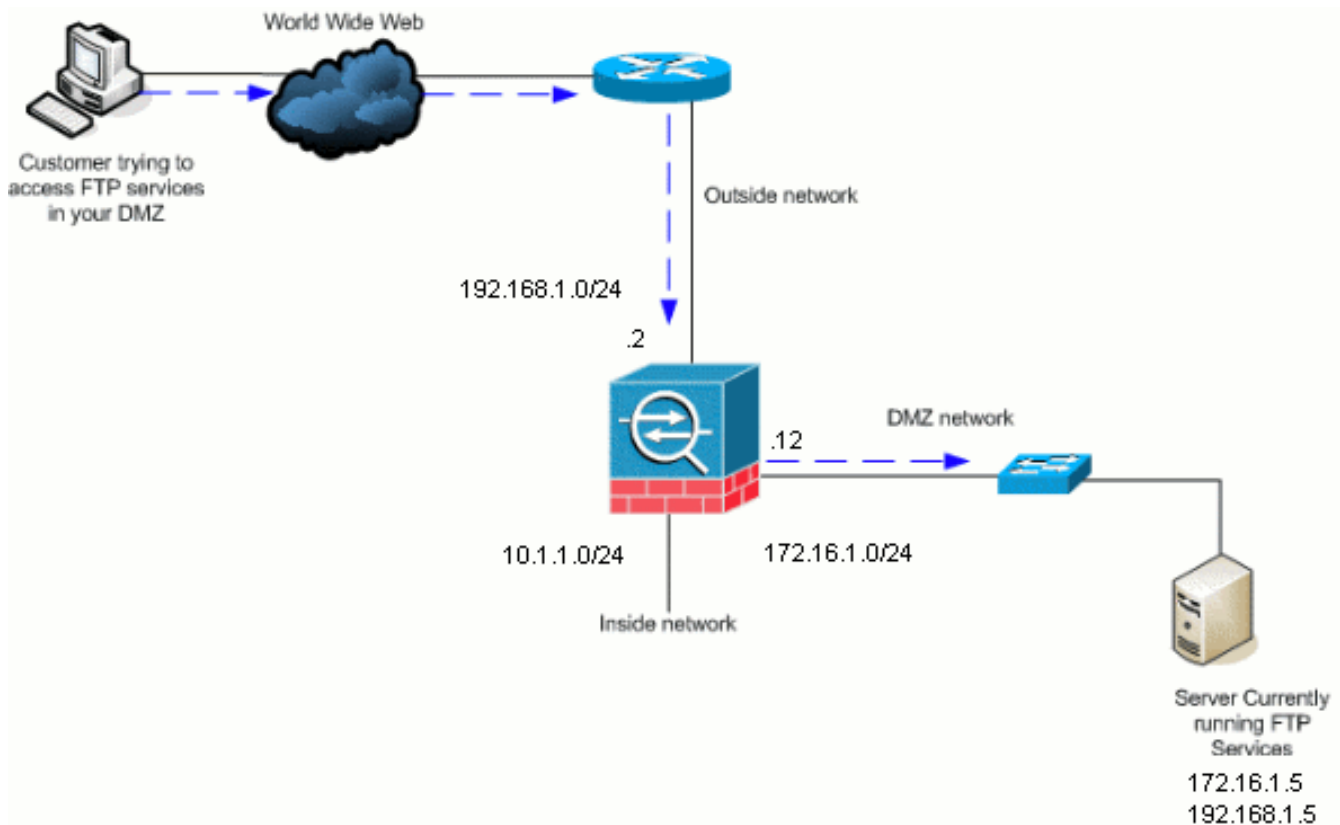 World Wide Web
Customer trying to
access FTP services
in your DMZ
Outside network
192.168.1.0/24
.2
DMZ network
.12
10.1.1.0/24
172.16.1.0/24
Inside network
Server Currently
running FTP
Services
172.16.1.5
192.168.1.5